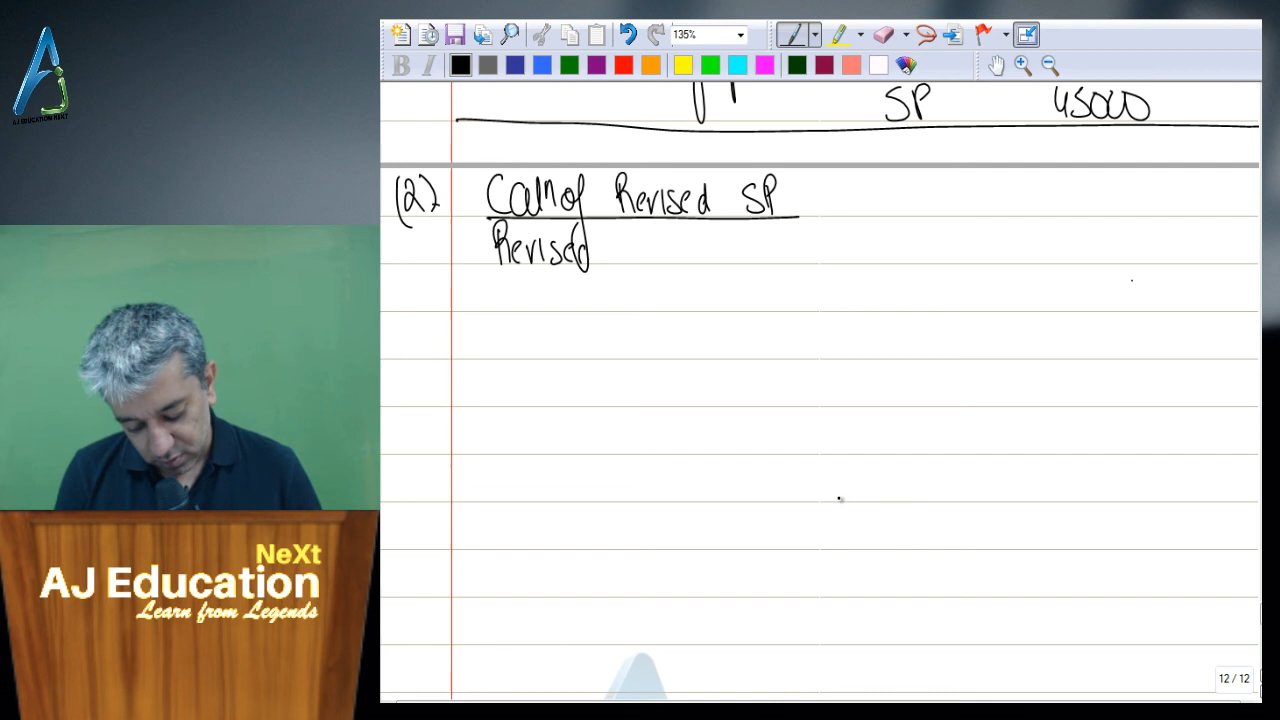 AJ EDUCATION NEXT
135%
B I
SP 45000
(2) Caln of Revised SP
Revised
NeXt
AJ Education
Learn from Legends
12 / 12